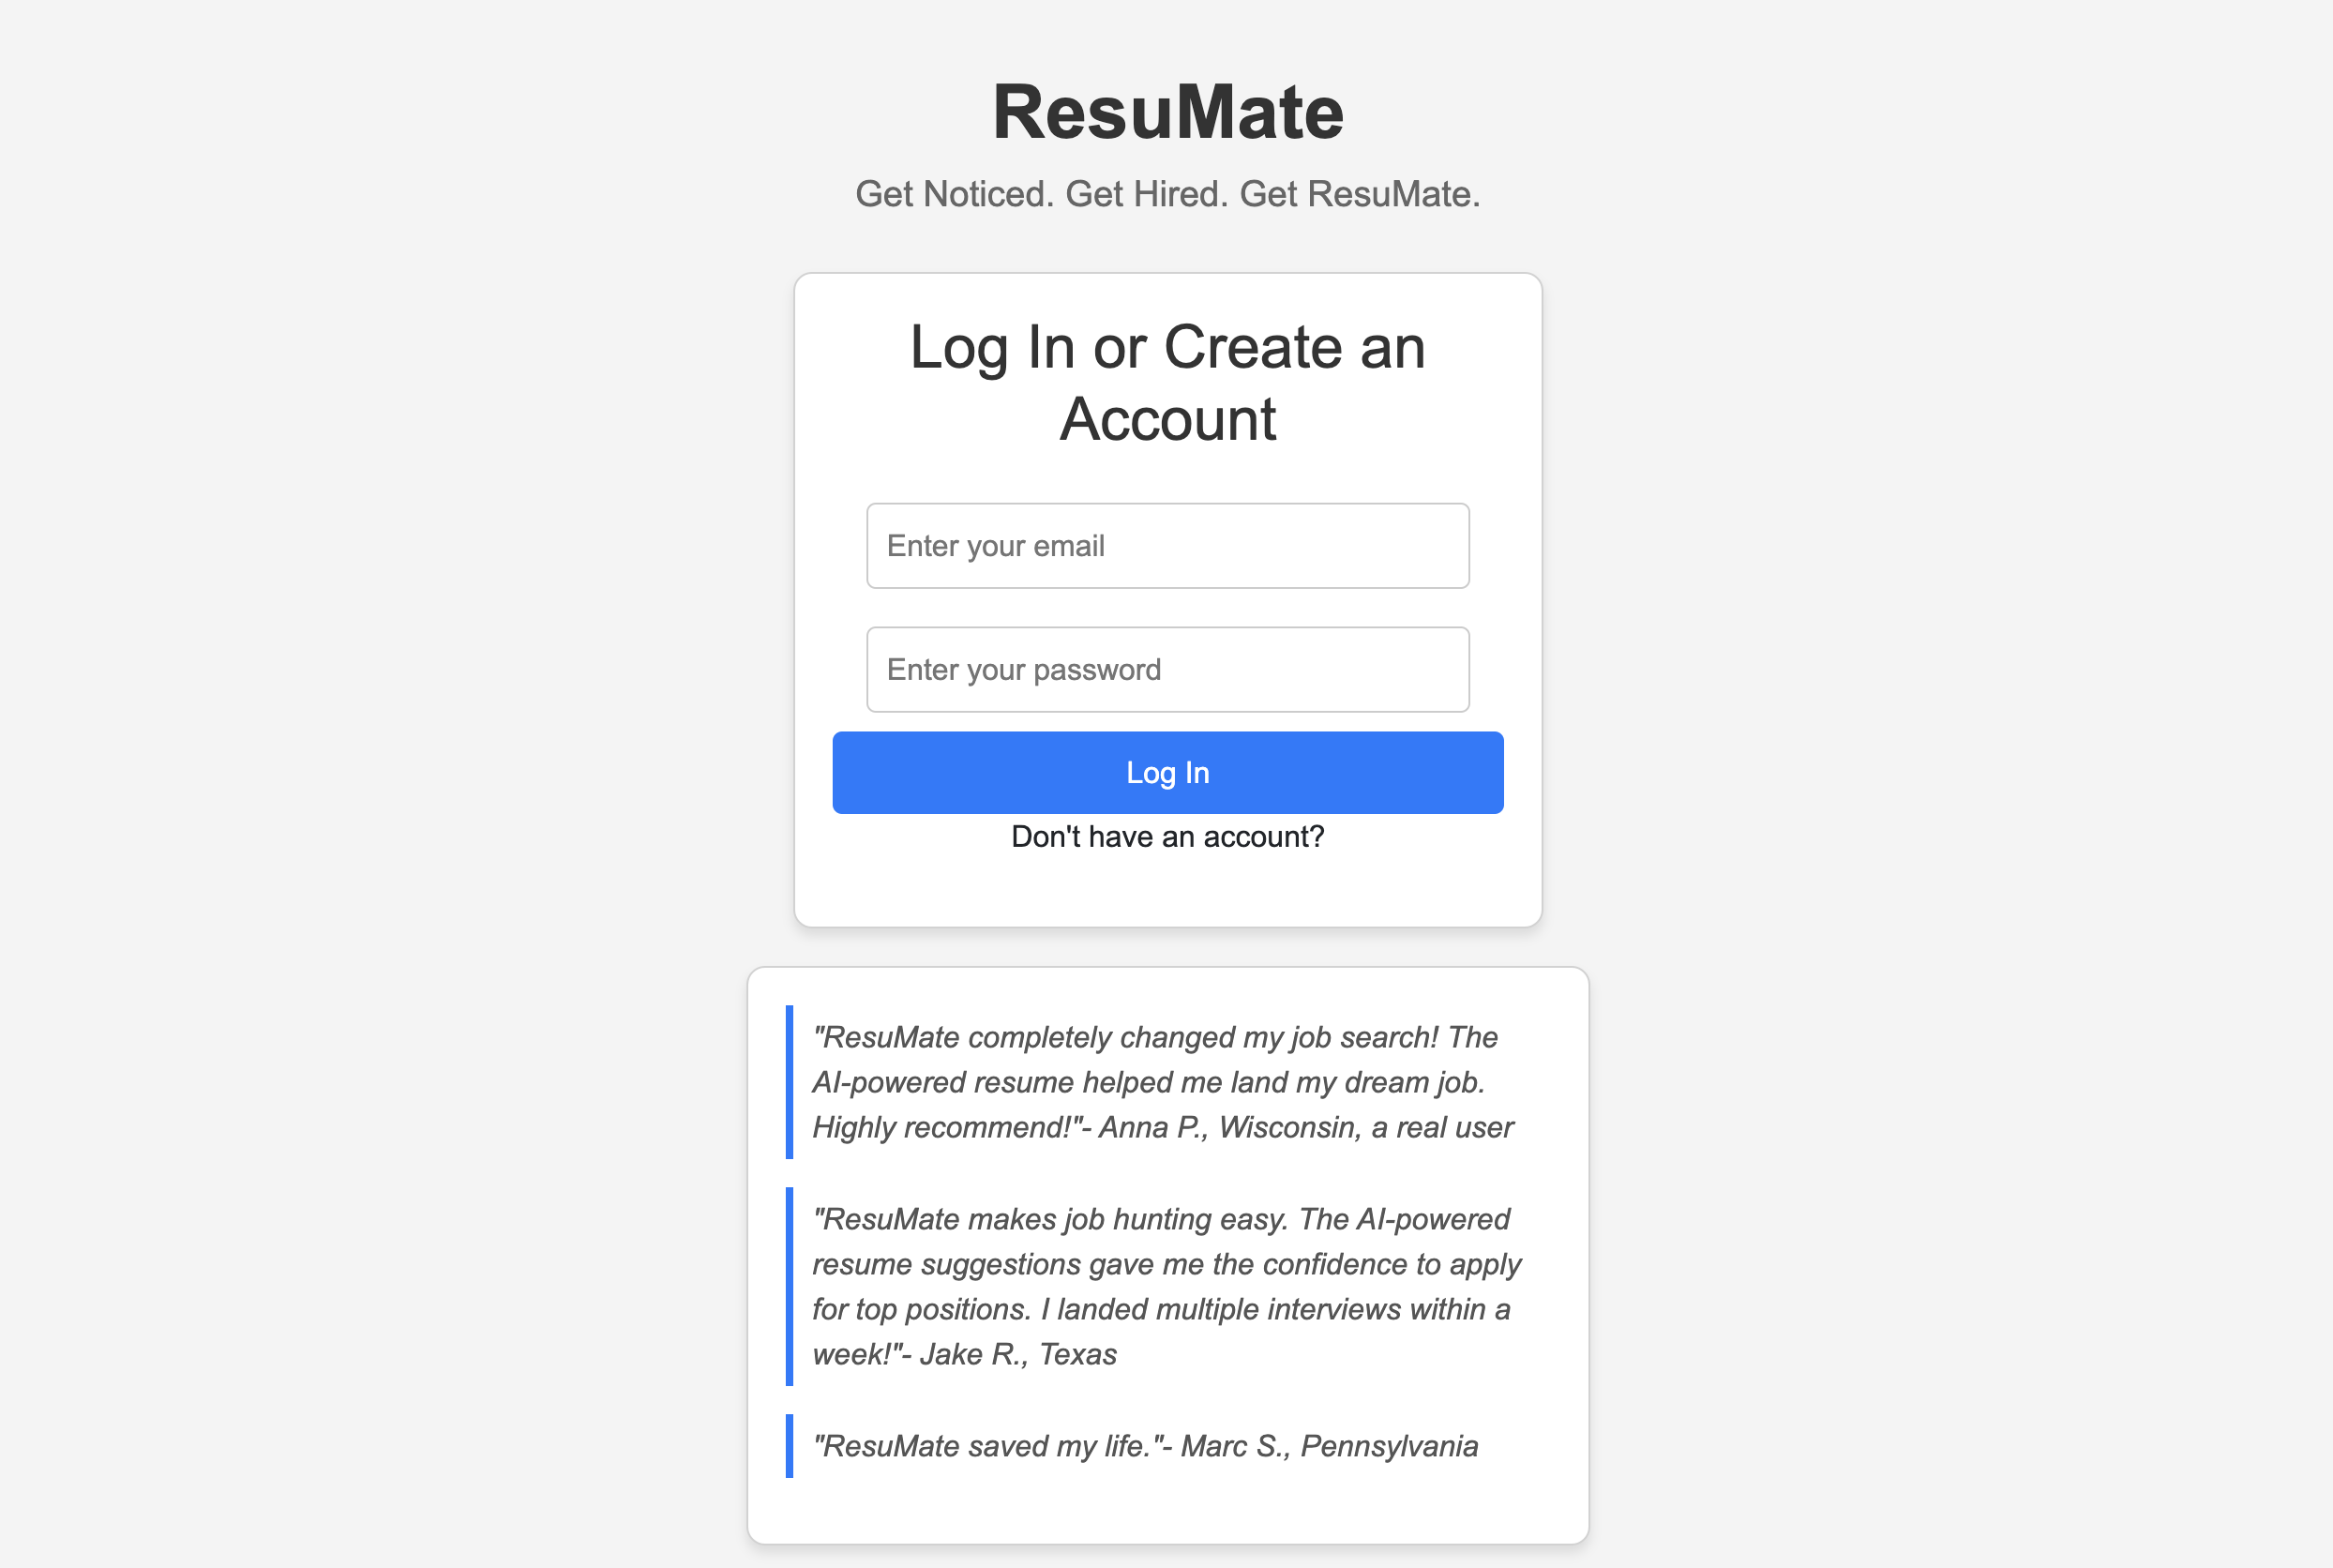 ResuMate
Get Noticed. Get Hired. Get ResuMate.
Log In or Create an
Account
Enter your email
Enter your password
Log In
Don't have an account?
"ResuMate completely changed my job search! The
AI-powered resume helped me land my dream job.
Highly recommend!"- Anna P., Wisconsin, a real user
"ResuMate makes job hunting easy. The AI-powered
resume suggestions gave me the confidence to apply
for top positions. I landed multiple interviews within a
week!"- Jake R., Texas
"ResuMate saved my life."- Marc S., Pennsylvania